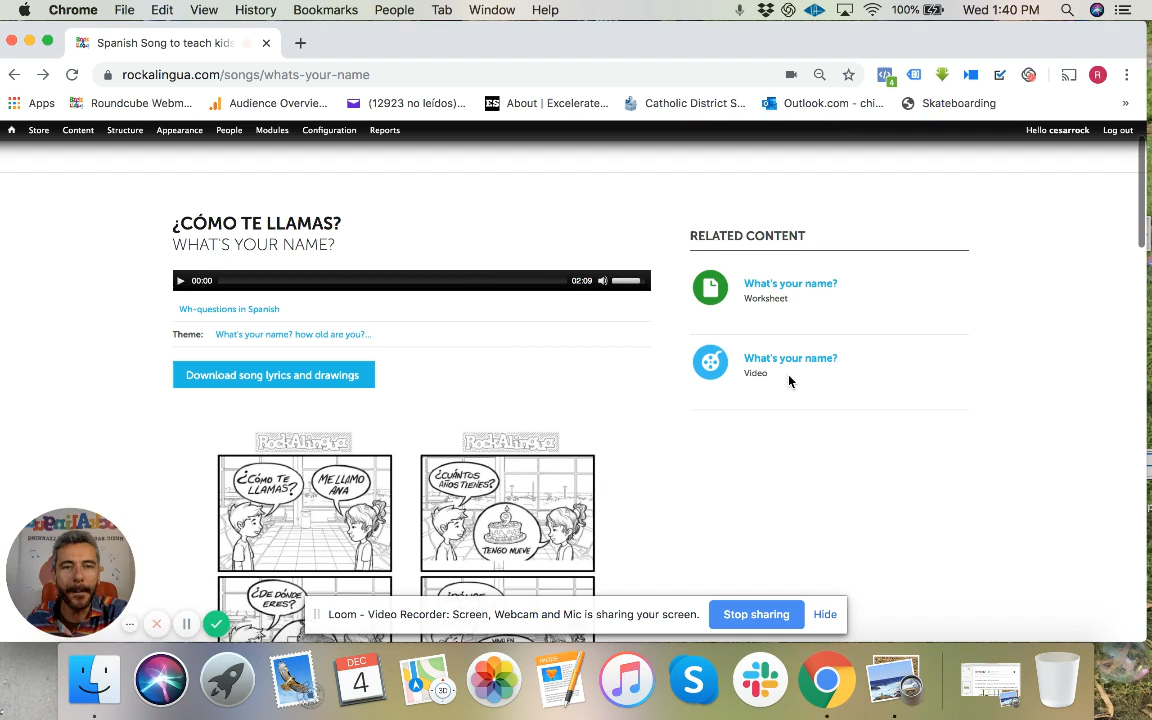 Chrome File Edit View History Bookmarks People Tab Window Help 100% Wed 1:40 PM
Spanish Song to teach kids
rockalingua.com/songs/whats-your-name
4
R
Apps Roundcube Webm... Audience Overvie... (12923 no leídos)... ES About | Excelerate... Catholic District S... Outlook.com - chi... Skateboarding »
Store Content Structure Appearance People Modules Configuration Reports Hello cesarrock Log out
¿CÓMO TE LLAMAS?
WHAT'S YOUR NAME?
00:00 02:09
Wh-questions in Spanish
Theme: What's your name? how old are you?...
Download song lyrics and drawings
RELATED CONTENT
What's your name?
Worksheet
What's your name?
Video
ROCKALINGUA ROCKALINGUA
¿CÓMO TE LLAMAS?
ME LLAMO ANA
¿CUÁNTOS AÑOS TIENES?
9
TENGO NUEVE
¿DE DÓNDE ERES?
Loom - Video Recorder: Screen, Webcam and Mic is sharing your screen. Stop sharing Hide
DEC
4
3D
PAGES
S